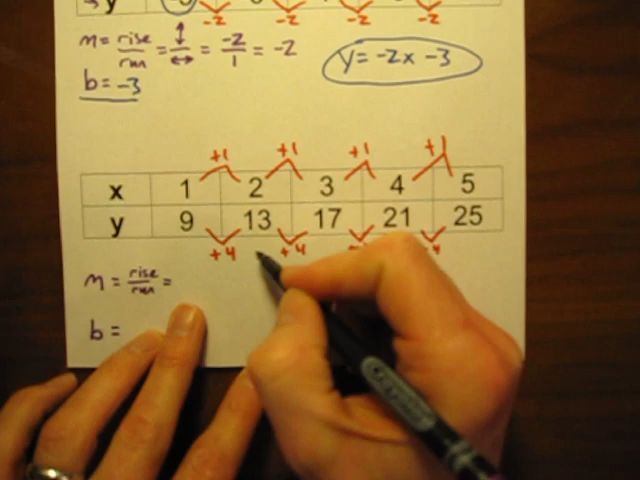 y
-2 -2 -2 -2
m = rise/run = ↕/↔ = -2/1 = -2
y = -2x -3
b = -3
+1 +1 +1 +1
x 1 2 3 4 5
y 9 13 17 21 25
+4 +4 4
m = rise/run =
b =